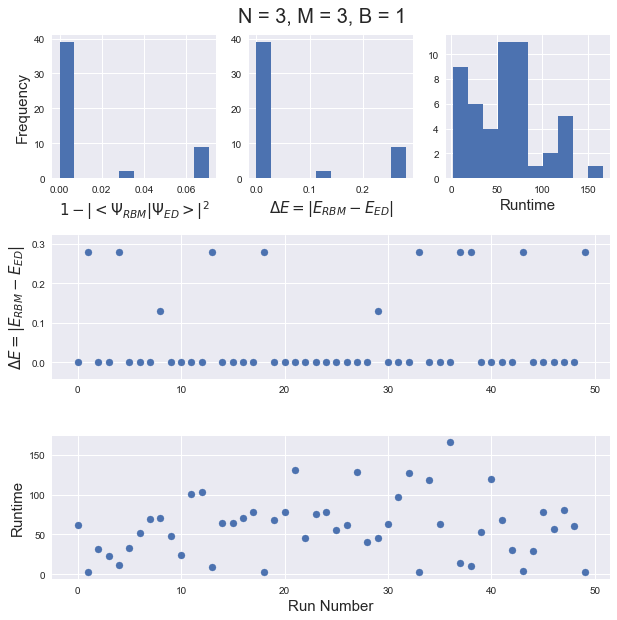 N = 3, M = 3, B = 1
Frequency
40
30
20
10
0
0.00 0.02 0.04 0.06
1 − | < Ψ_RBM|Ψ_ED > |²
40
30
20
10
0
0.0 0.1 0.2
ΔE = |E_RBM − E_ED|
10
8
6
4
2
0
0 50 100 150
Runtime
ΔE = |E_RBM − E_ED|
0.3
0.2
0.1
0.0
0 10 20 30 40 50
Runtime
150
100
50
0
0 10 20 30 40 50
Run Number